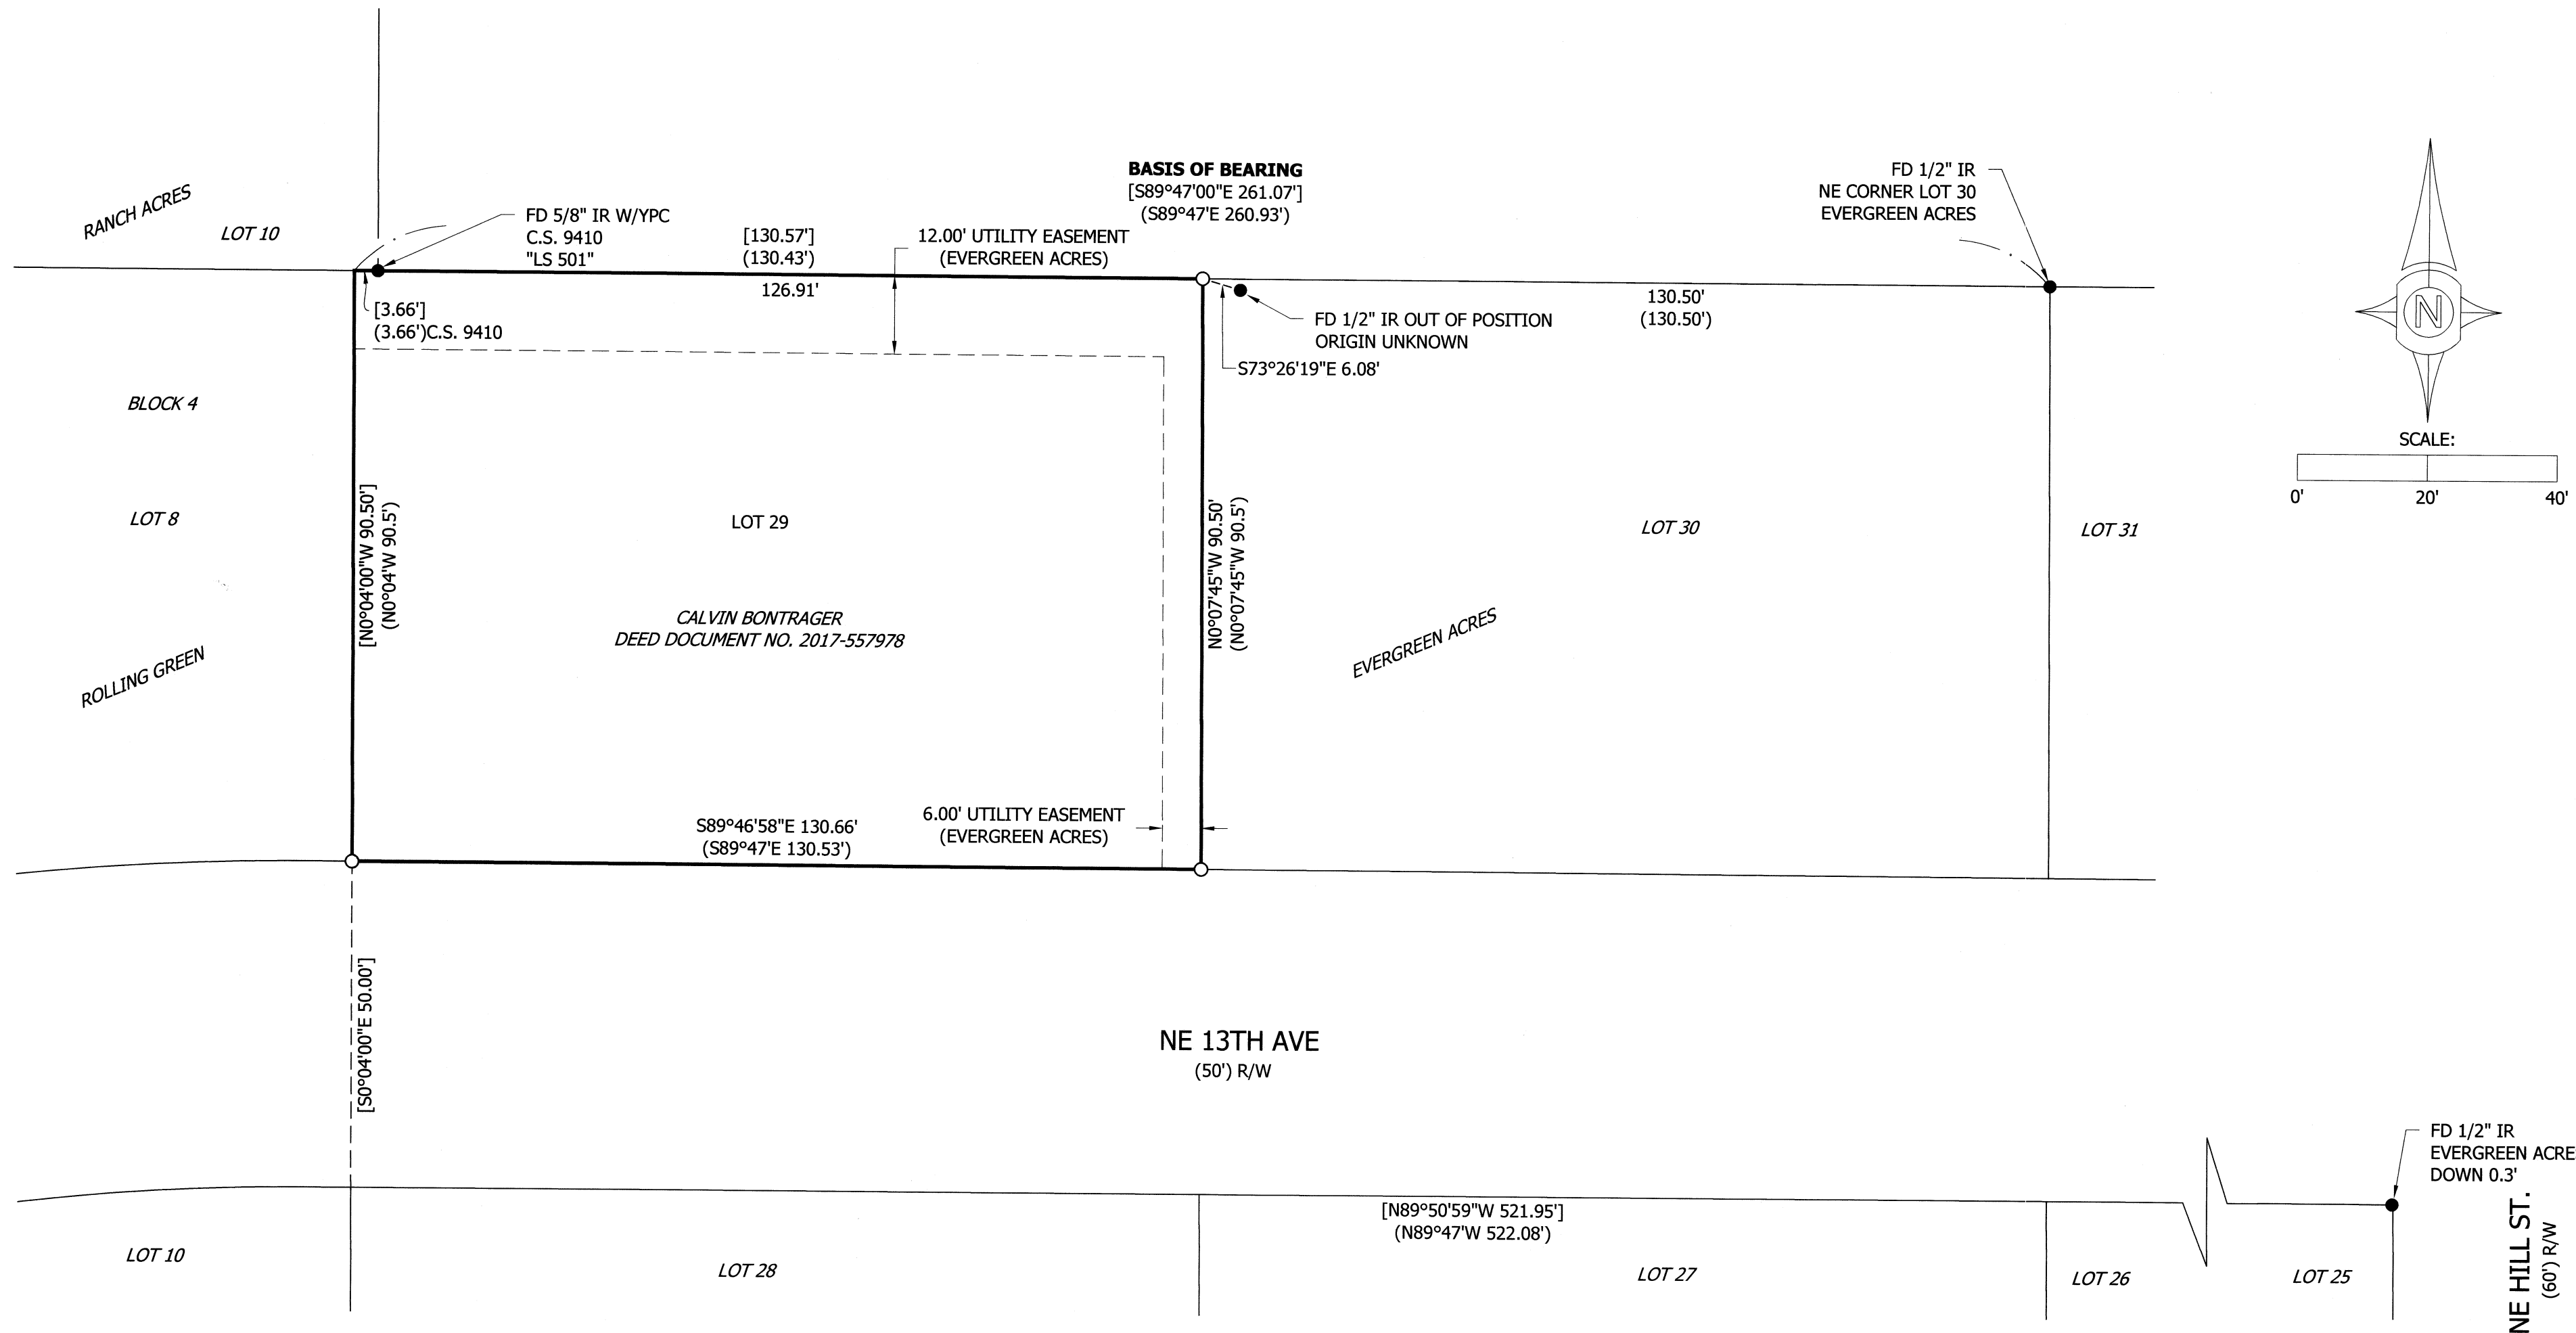 BASIS OF BEARING
[S89°47'00"E 261.07']
(S89°47'E 260.93')
FD 1/2" IR
NE CORNER LOT 30
EVERGREEN ACRES
RANCH ACRES
LOT 10
FD 5/8" IR W/YPC
C.S. 9410
"LS 501"
[130.57']
(130.43')
126.91'
12.00' UTILITY EASEMENT
(EVERGREEN ACRES)
[3.66']
(3.66')C.S. 9410
FD 1/2" IR OUT OF POSITION
ORIGIN UNKNOWN
S73°26'19"E 6.08'
130.50'
(130.50')
N
SCALE:
0'
20'
40'
BLOCK 4
LOT 8
ROLLING GREEN
[N0°04'00"W 90.50']
(N0°04'W 90.5')
LOT 29
CALVIN BONTRAGER
DEED DOCUMENT NO. 2017-557978
N0°07'45"W 90.50'
(N0°07'45"W 90.5')
LOT 30
EVERGREEN ACRES
LOT 31
S89°46'58"E 130.66'
(S89°47'E 130.53')
6.00' UTILITY EASEMENT
(EVERGREEN ACRES)
[S0°04'00"E 50.00']
NE 13TH AVE
(50') R/W
FD 1/2" IR
EVERGREEN ACRE
DOWN 0.3'
[N89°50'59"W 521.95']
(N89°47'W 522.08')
LOT 10
LOT 28
LOT 27
LOT 26
LOT 25
NE HILL ST.
(60') R/W